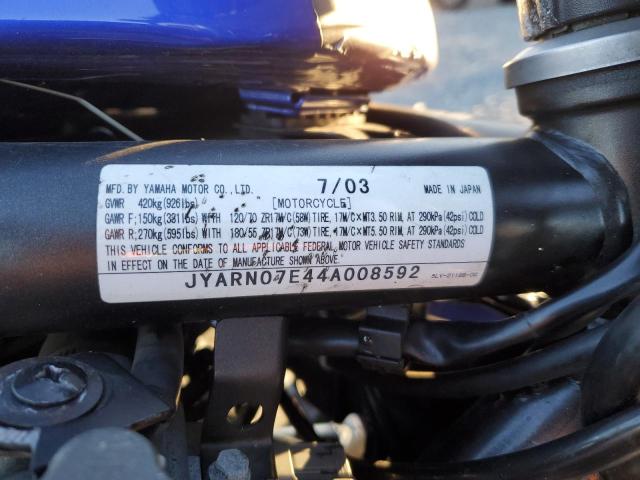 MFD. BY YAMAHA MOTOR CO., LTD. 7/03 MADE IN JAPAN
GVWR 420kg(926lbs) [MOTORCYCLE]
GAWR F;150kg(381lbs)WITH 120/70 ZR17M/C(58W)TIRE,17M/C×MT3.50 RIM, AT 290kPa(42psi)COLD
GAWR R;270kg(595lbs)WITH 180/55 ZR17M/C(73W)TIRE,17M/C×MT5.50 RIM, AT 290kPa(42psi)COLD
THIS VEHICLE CONFORMS TO ALL APPLICABLE FEDERAL MOTOR VEHICLE SAFETY STANDARDS
IN EFFECT ON THE DATE OF MANUFACTURE SHOWN ABOVE.
JYARN07E44A008592